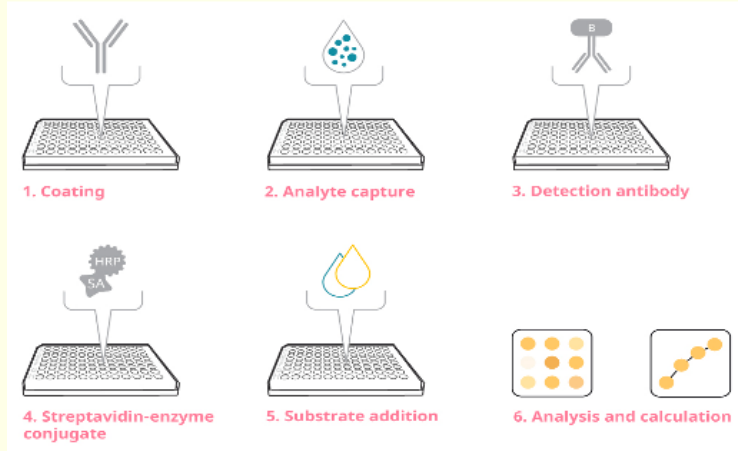 B
1. Coating
2. Analyte capture
3. Detection antibody
HRP
SA
4. Streptavidin-enzyme
conjugate
5. Substrate addition
6. Analysis and calculation